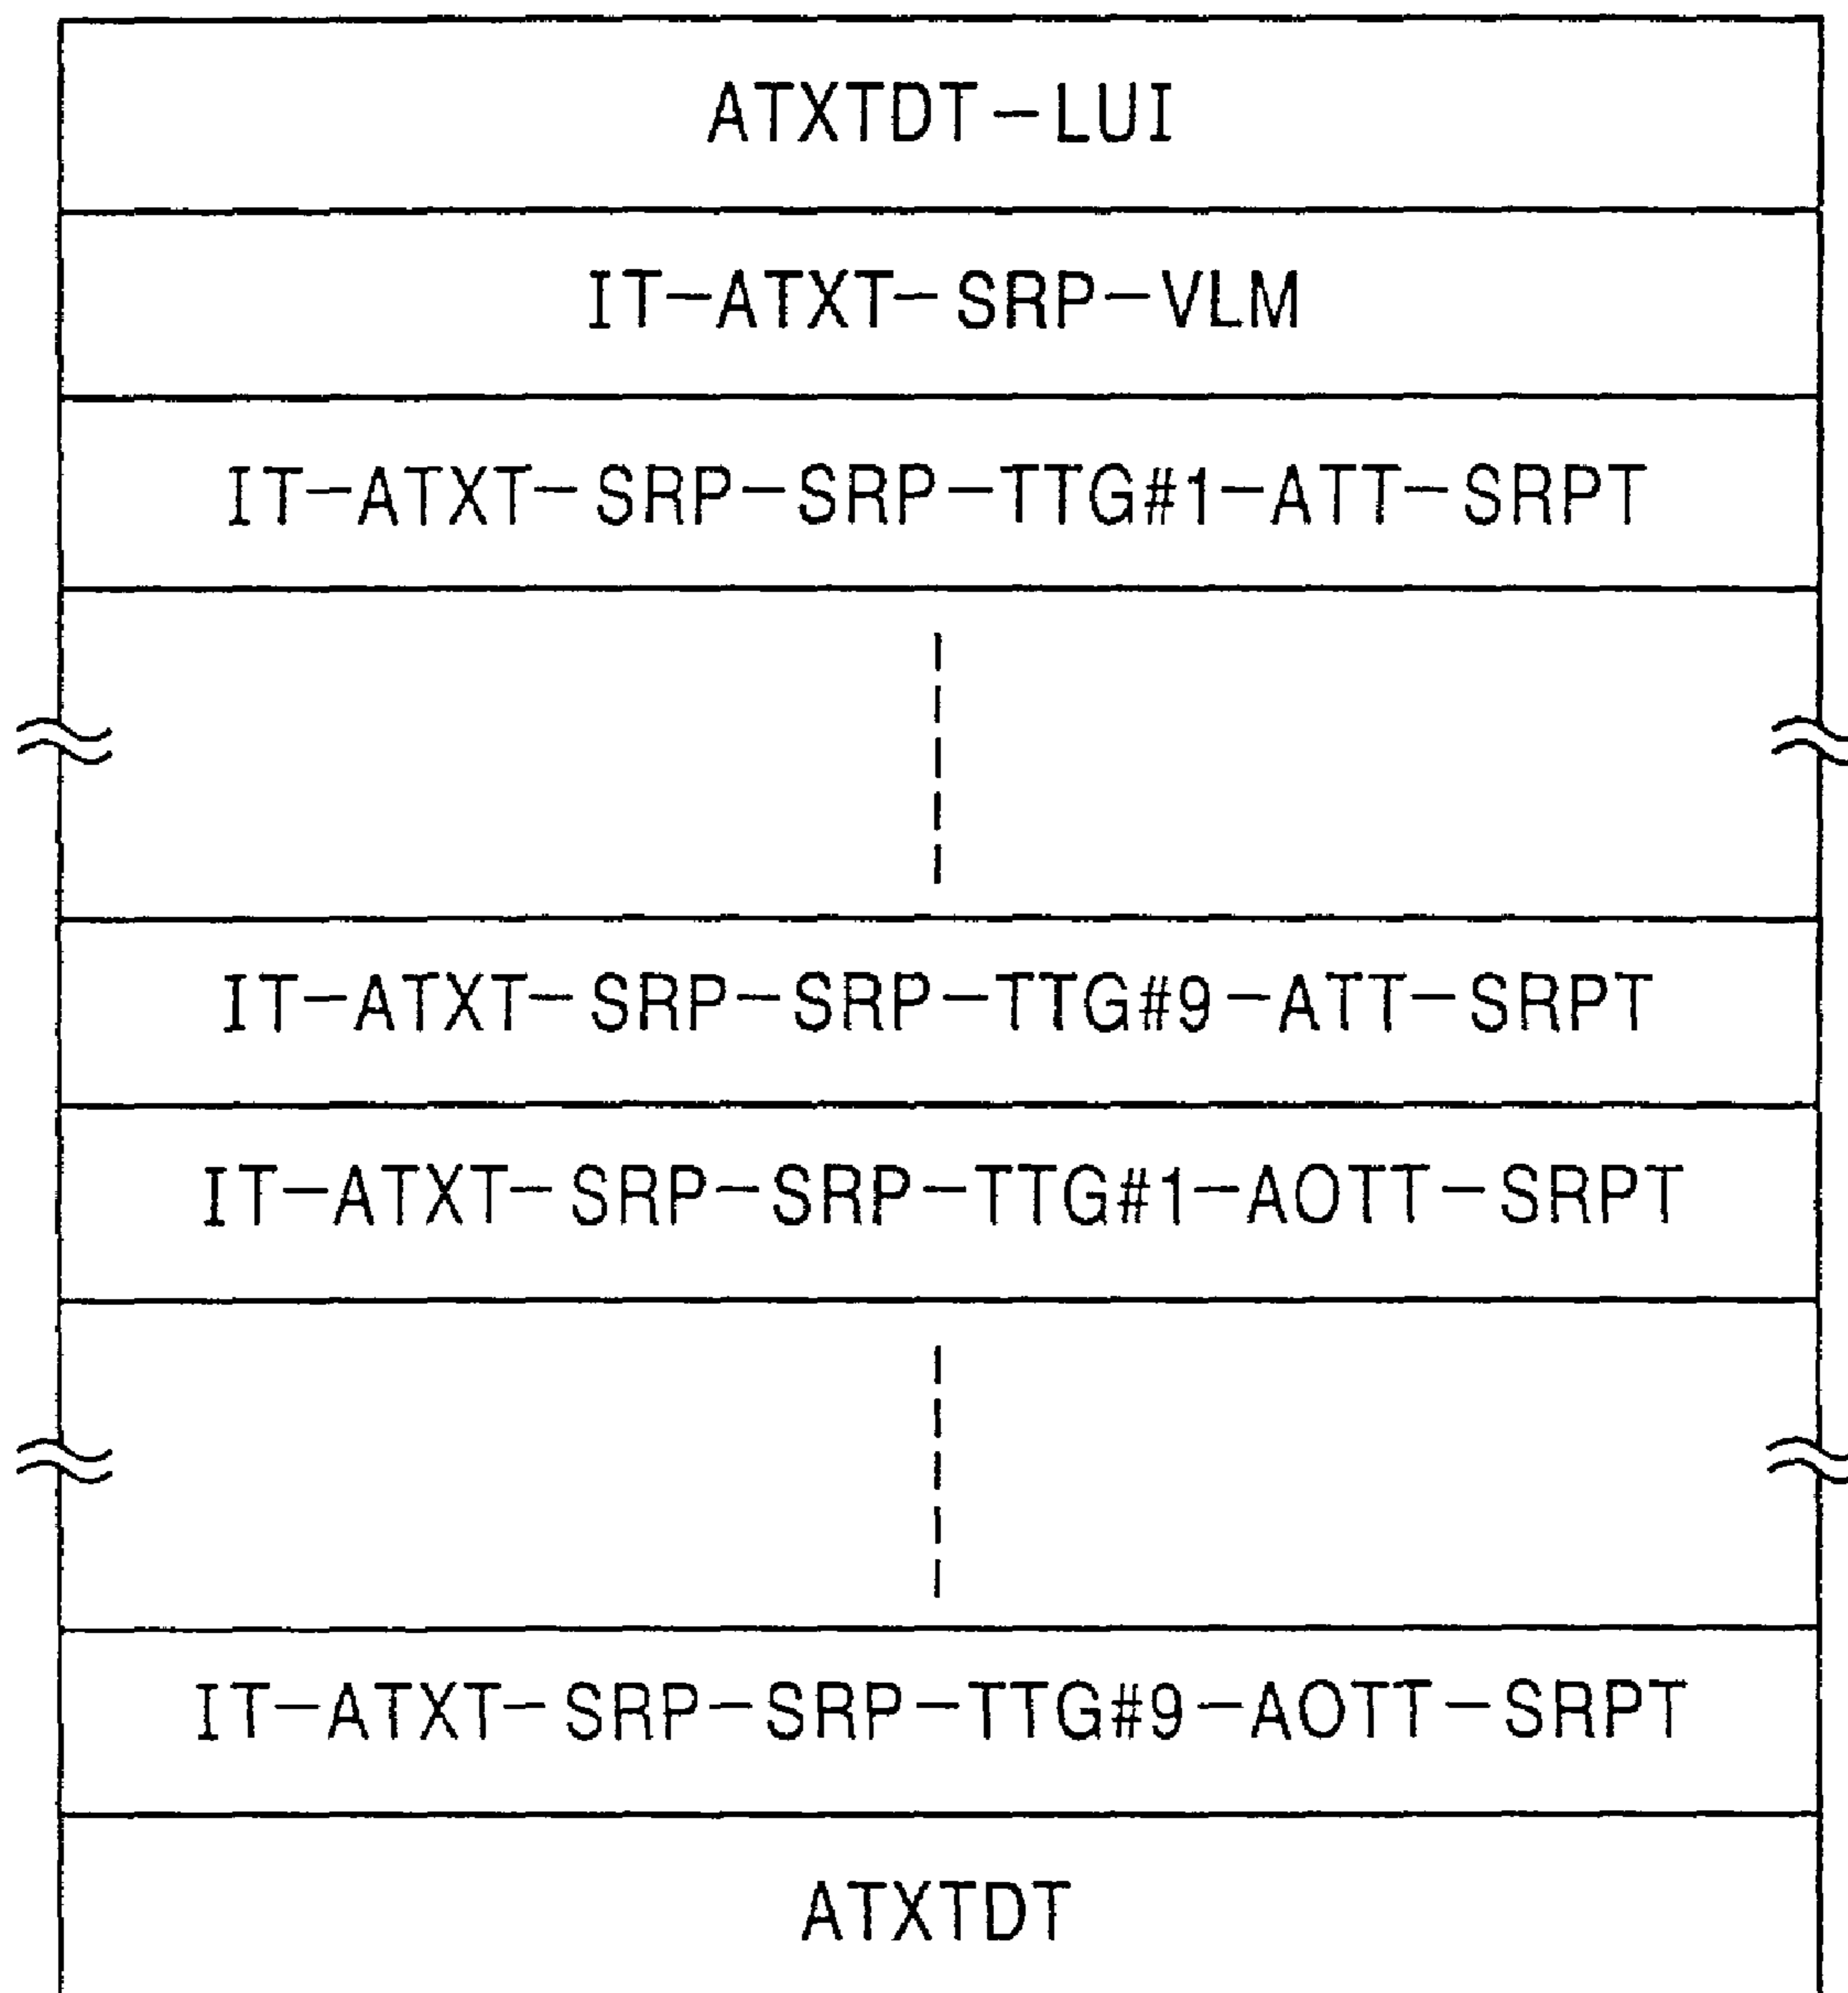 ATXTDT-LUI
IT-ATXT-SRP-VLM
IT-ATXT-SRP-SRP-TTG#1-ATT-SRPT
IT-ATXT-SRP-SRP-TTG#9-ATT-SRPT
IT-ATXT-SRP-SRP-TTG#1-AOTT-SRPT
IT-ATXT-SRP-SRP-TTG#9-AOTT-SRPT
ATXTDT